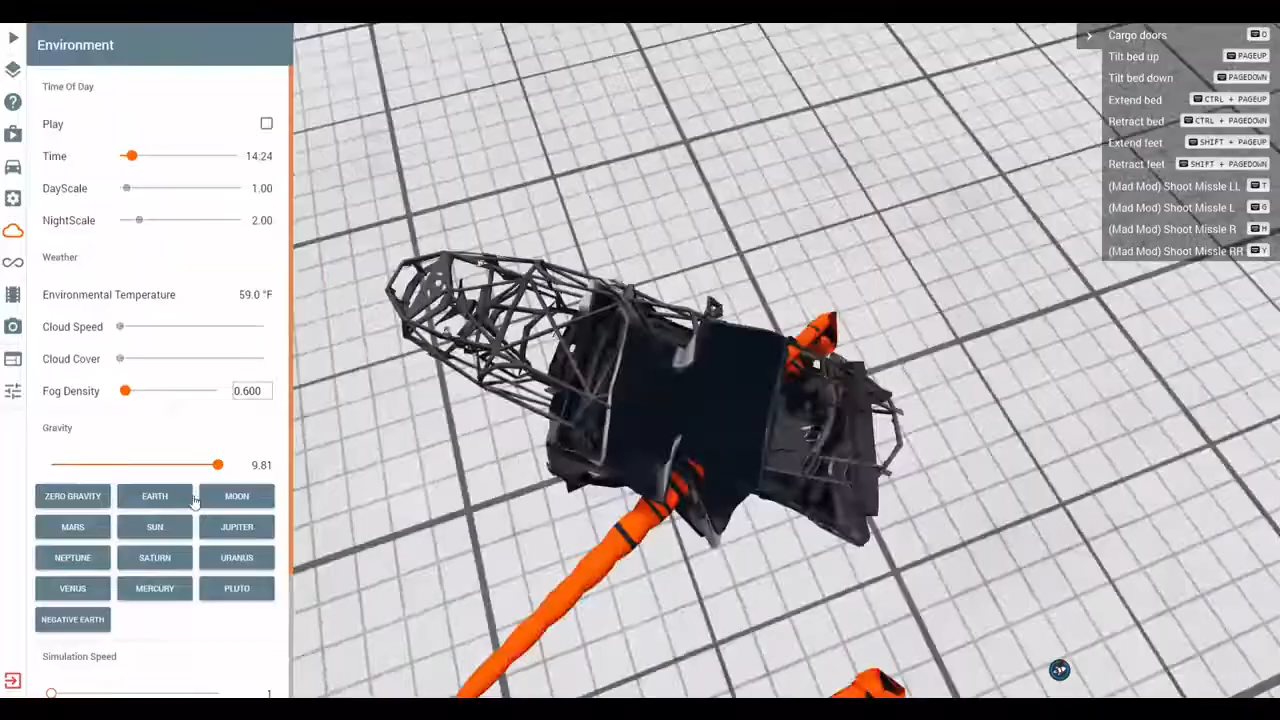 Environment
Time Of Day
Play
Time 14:24
DayScale 1.00
NightScale 2.00
Weather
Environmental Temperature 59.0 °F
Cloud Speed
Cloud Cover
Fog Density 0.600
Gravity
9.81
ZERO GRAVITY EARTH MOON
MARS SUN JUPITER
NEPTUNE SATURN URANUS
VENUS MERCURY PLUTO
NEGATIVE EARTH
Simulation Speed
1
Cargo doors O
Tilt bed up PAGEUP
Tilt bed down PAGEDOWN
Extend bed CTRL + PAGEUP
Retract bed CTRL + PAGEDOWN
Extend feet SHIFT + PAGEUP
Retract feet SHIFT + PAGEDOWN
(Mad Mod) Shoot Missle LL T
(Mad Mod) Shoot Missle L G
(Mad Mod) Shoot Missle R H
(Mad Mod) Shoot Missle RR Y